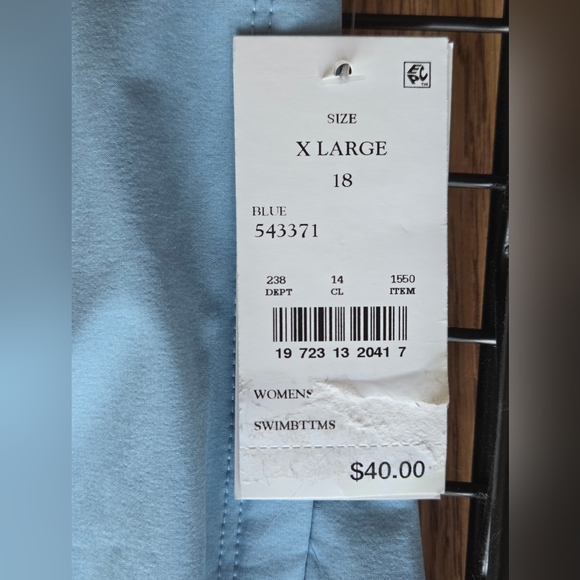 EPC™
SIZE
X LARGE
18
BLUE
543371
238 14 1550
DEPT CL ITEM
19 723 13 2041 7
WOMENS
SWIMBTTMS
$40.00